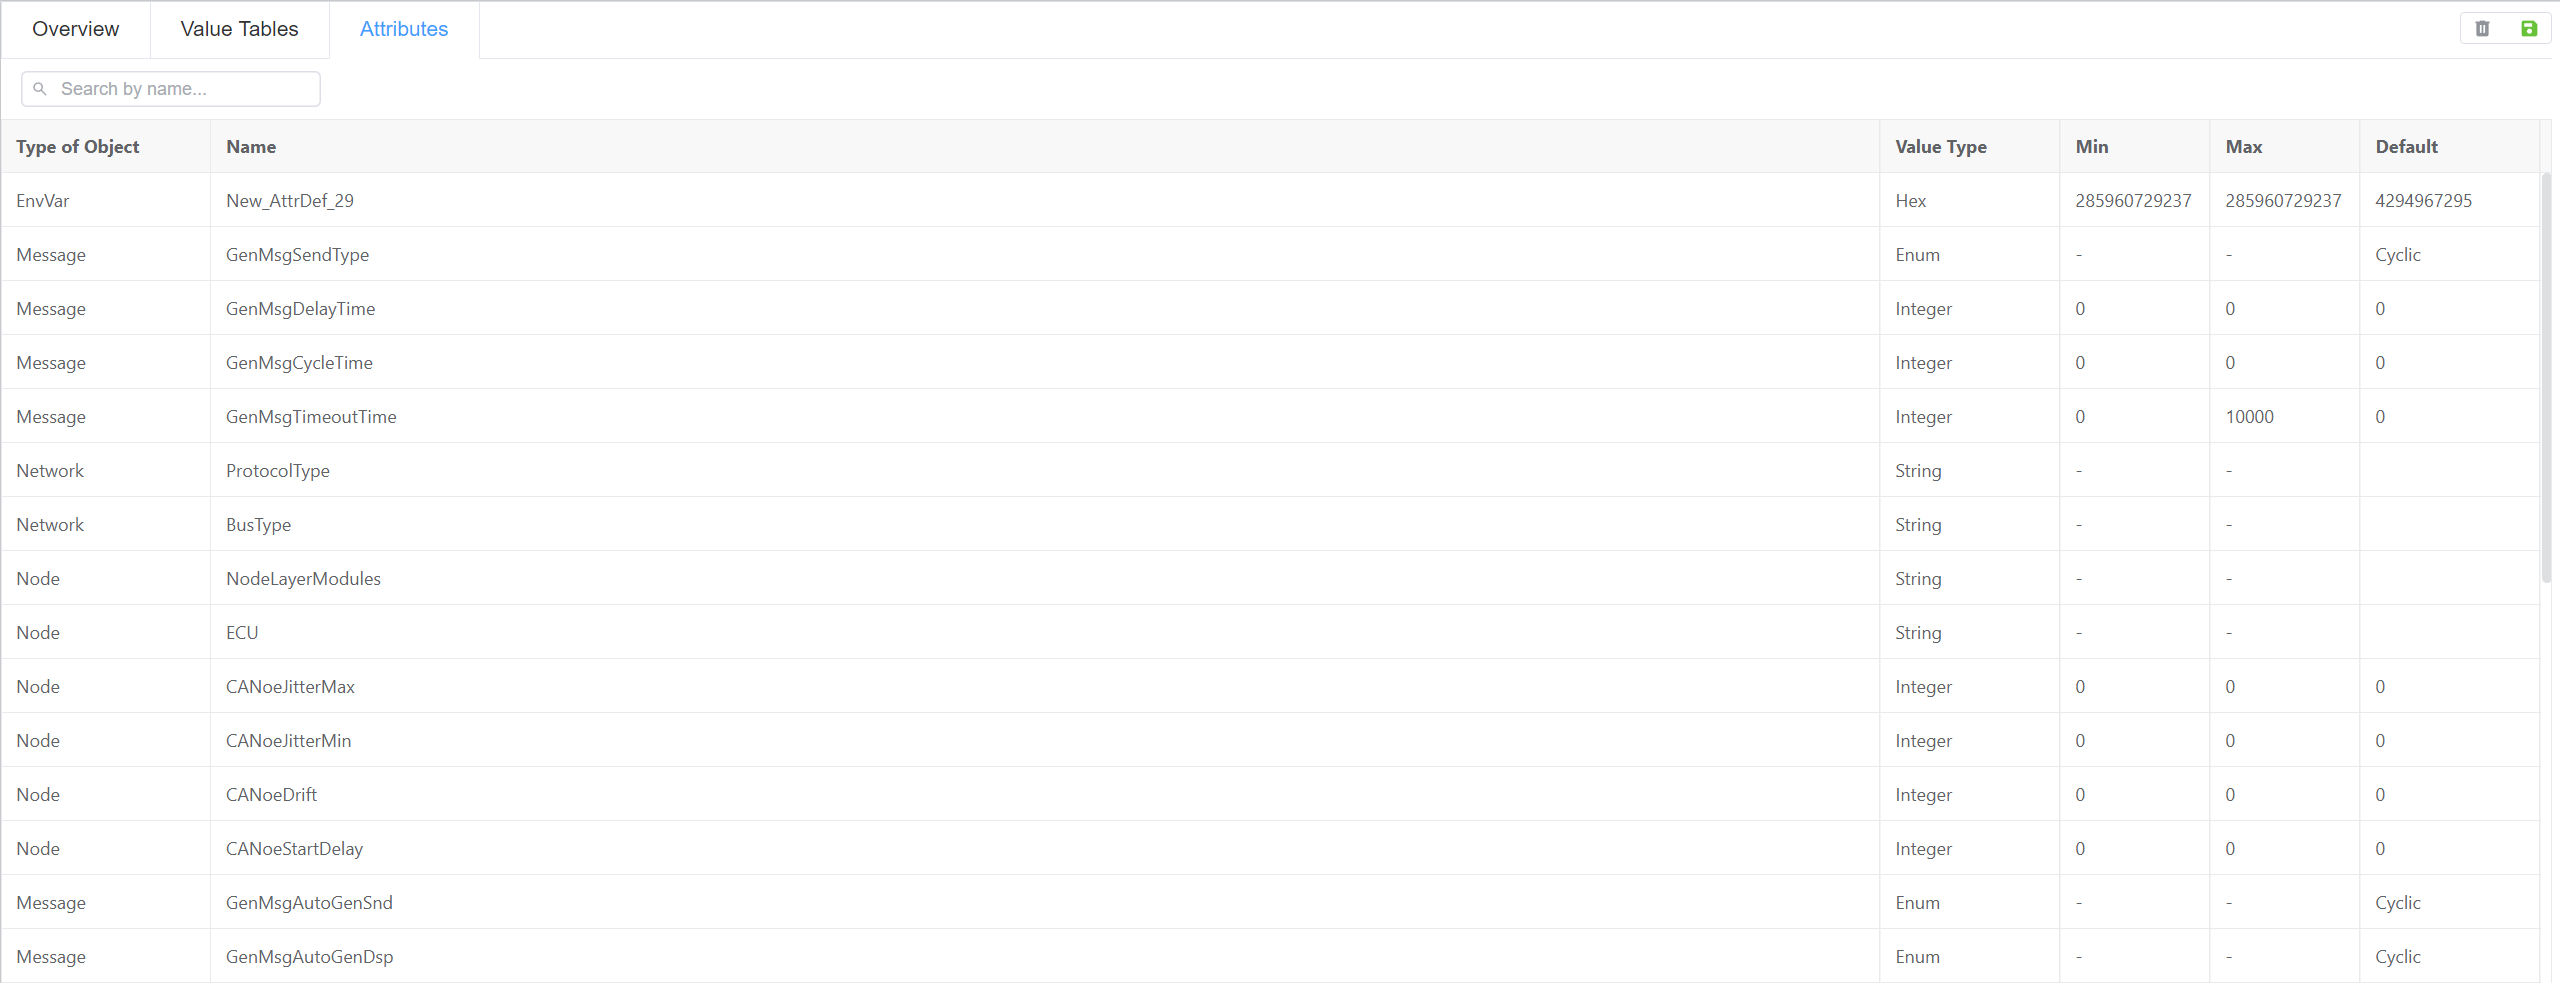 Overview Value Tables Attributes
Search by name...
Type of Object Name Value Type Min Max Default
EnvVar New_AttrDef_29 Hex 285960729237 285960729237 4294967295
Message GenMsgSendType Enum - - Cyclic
Message GenMsgDelayTime Integer 0 0 0
Message GenMsgCycleTime Integer 0 0 0
Message GenMsgTimeoutTime Integer 0 10000 0
Network ProtocolType String - -
Network BusType String - -
Node NodeLayerModules String - -
Node ECU String - -
Node CANoeJitterMax Integer 0 0 0
Node CANoeJitterMin Integer 0 0 0
Node CANoeDrift Integer 0 0 0
Node CANoeStartDelay Integer 0 0 0
Message GenMsgAutoGenSnd Enum - - Cyclic
Message GenMsgAutoGenDsp Enum - - Cyclic